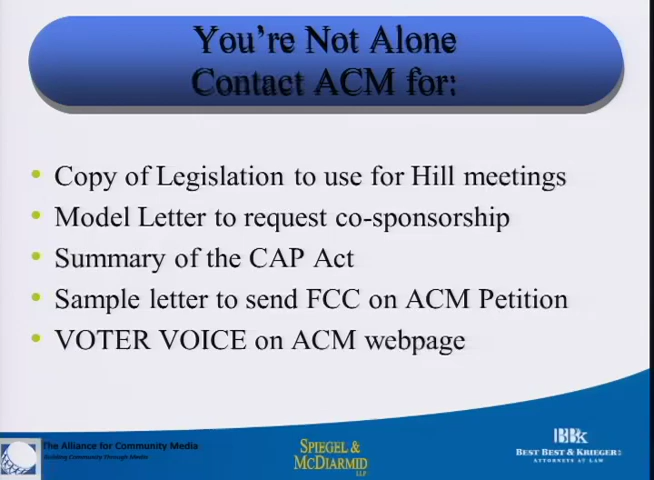 You're Not Alone
Contact ACM for:
Copy of Legislation to use for Hill meetings
Model Letter to request co-sponsorship
Summary of the CAP Act
Sample letter to send FCC on ACM Petition
VOTER VOICE on ACM webpage
The Alliance for Community Media
Building Community Through Media
SPIEGEL &
MCDIARMID
LLP
BBK
BEST BEST & KRIEGER
ATTORNEYS AT LAW